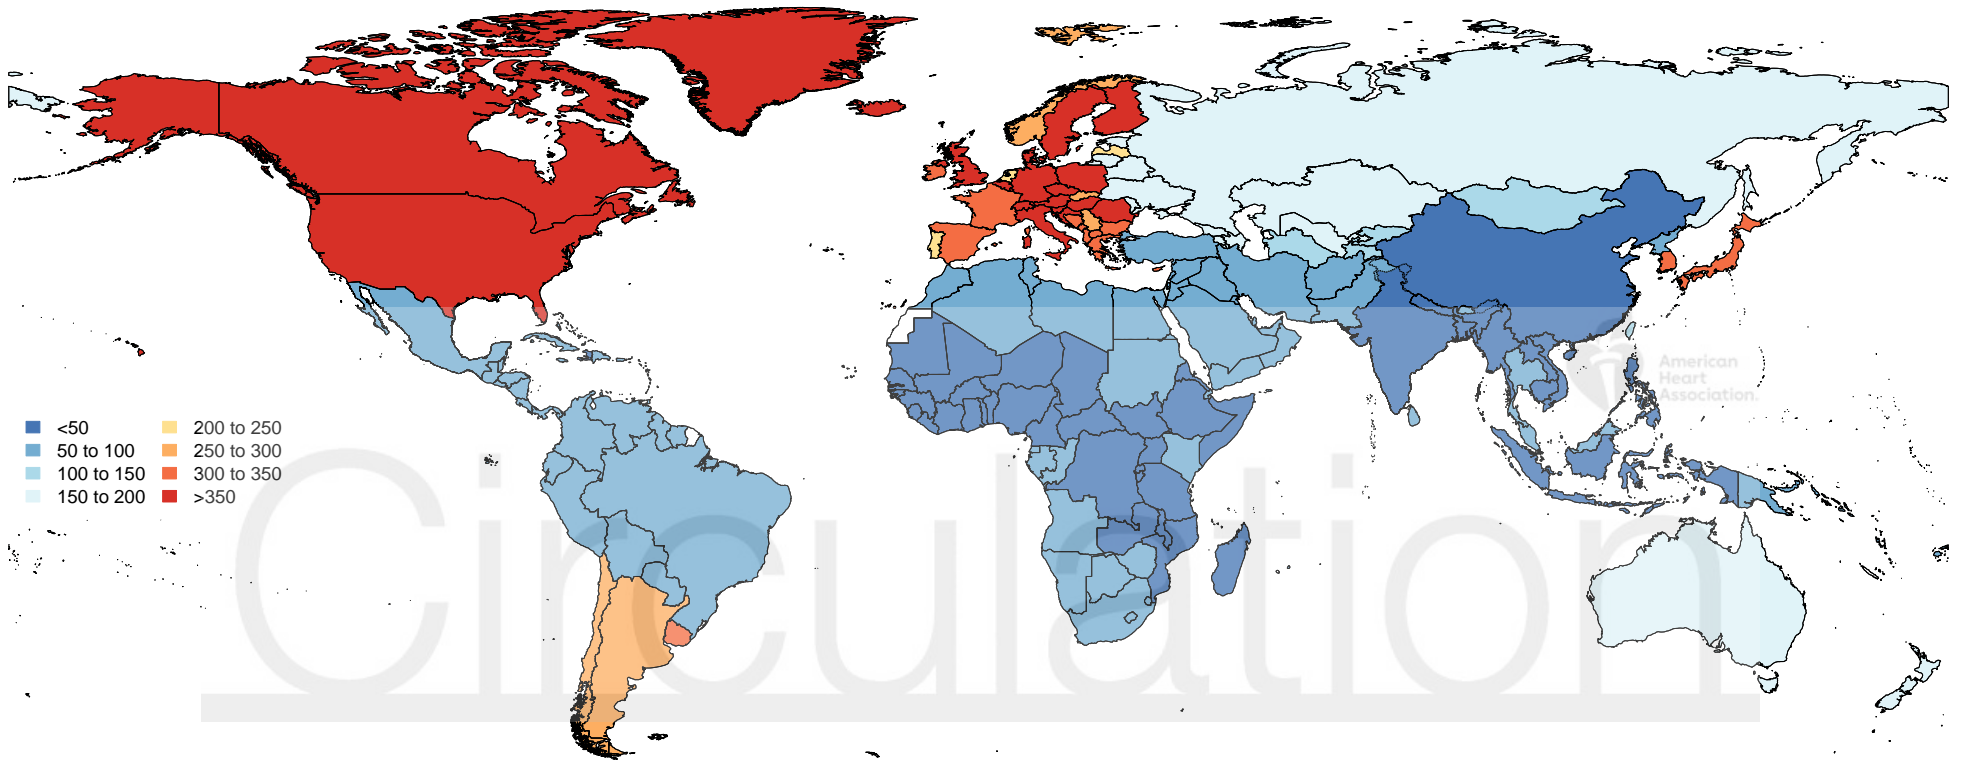 American
Heart
Association.
<50
50 to 100
100 to 150
150 to 200
200 to 250
250 to 300
300 to 350
>350
Circulation